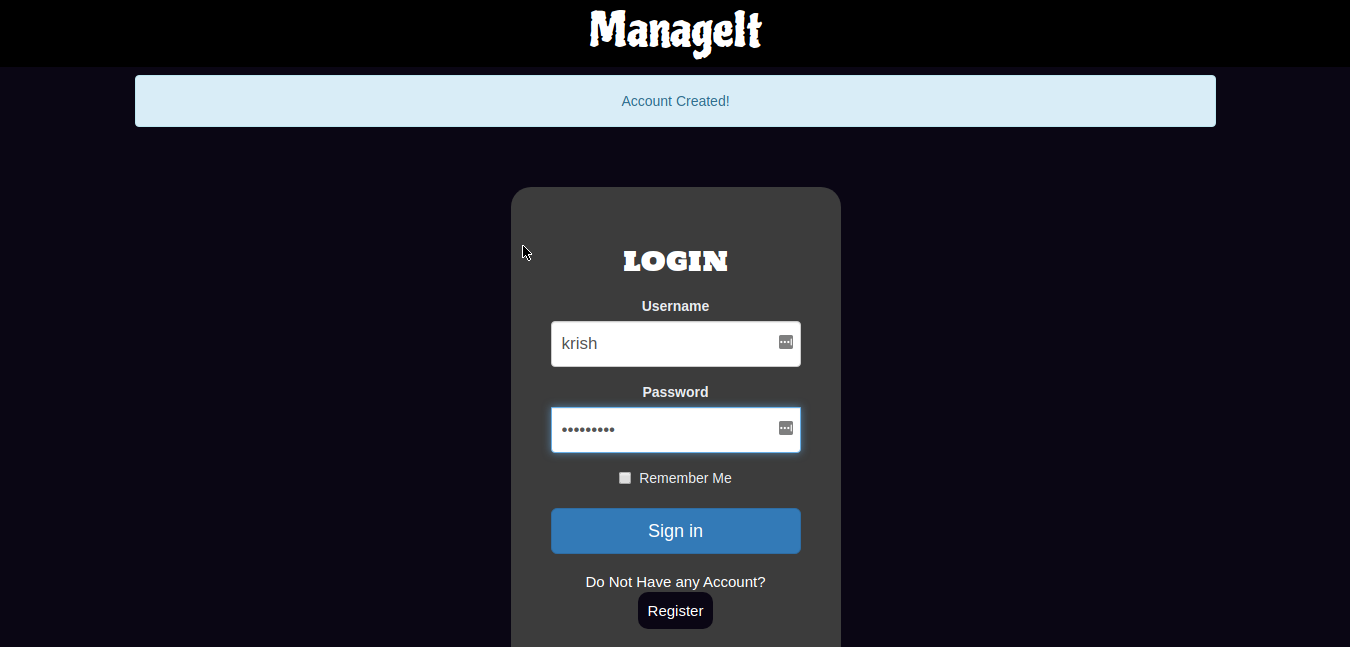 ManageIt
Account Created!
LOGIN
Username
krish
Password
•••••••••
Remember Me
Sign in
Do Not Have any Account?
Register